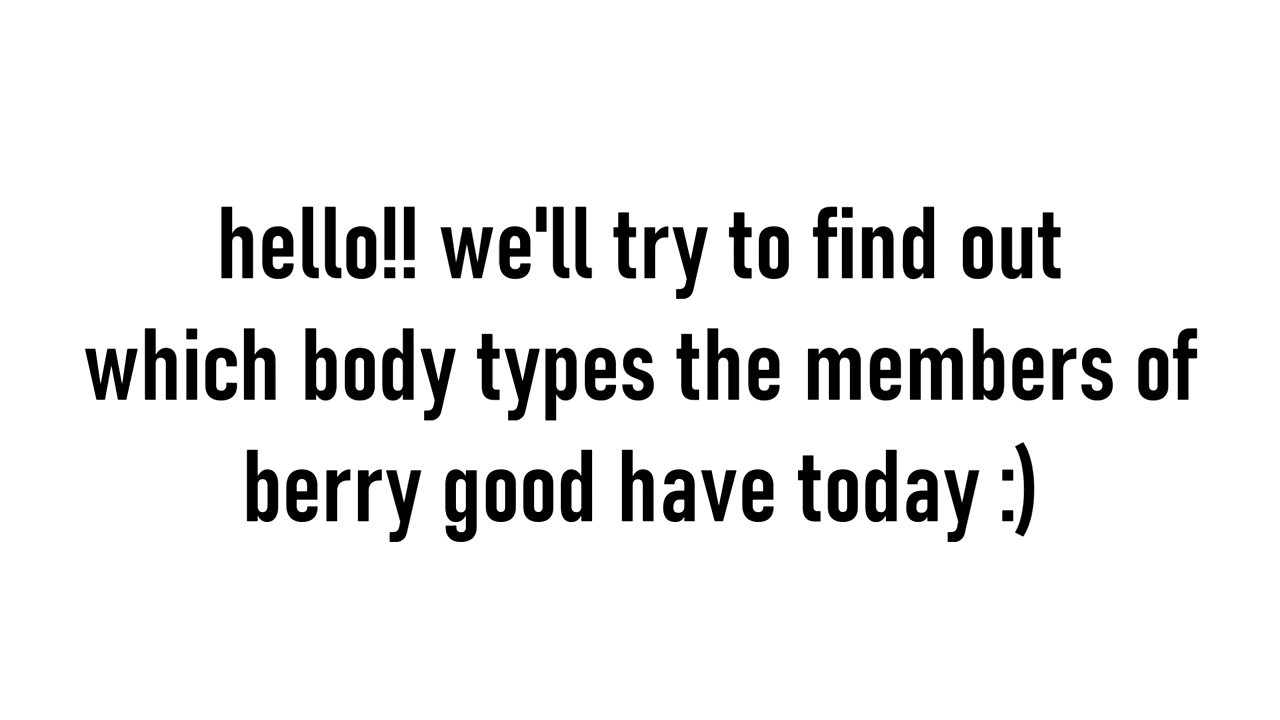 hello!! we'll try to find out
which body types the members of
berry good have today :)